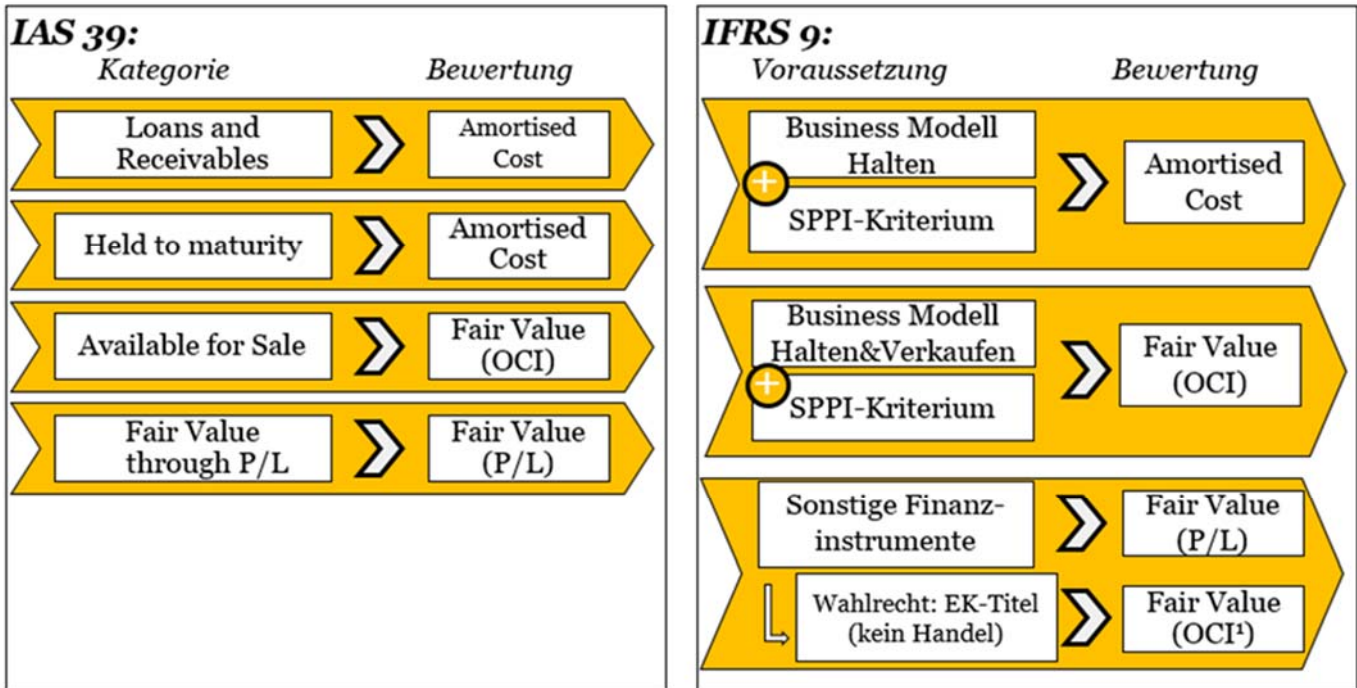 IAS 39:
Kategorie Bewertung
Loans and
Receivables
Amortised
Cost
Held to maturity
Amortised
Cost
Available for Sale
Fair Value
(OCI)
Fair Value
through P/L
Fair Value
(P/L)
IFRS 9:
Voraussetzung Bewertung
Business Modell
Halten
+
SPPI-Kriterium
Amortised
Cost
Business Modell
Halten&Verkaufen
+
SPPI-Kriterium
Fair Value
(OCI)
Sonstige Finanz-
instrumente
Fair Value
(P/L)
Wahlrecht: EK-Titel
(kein Handel)
Fair Value
(OCI¹)